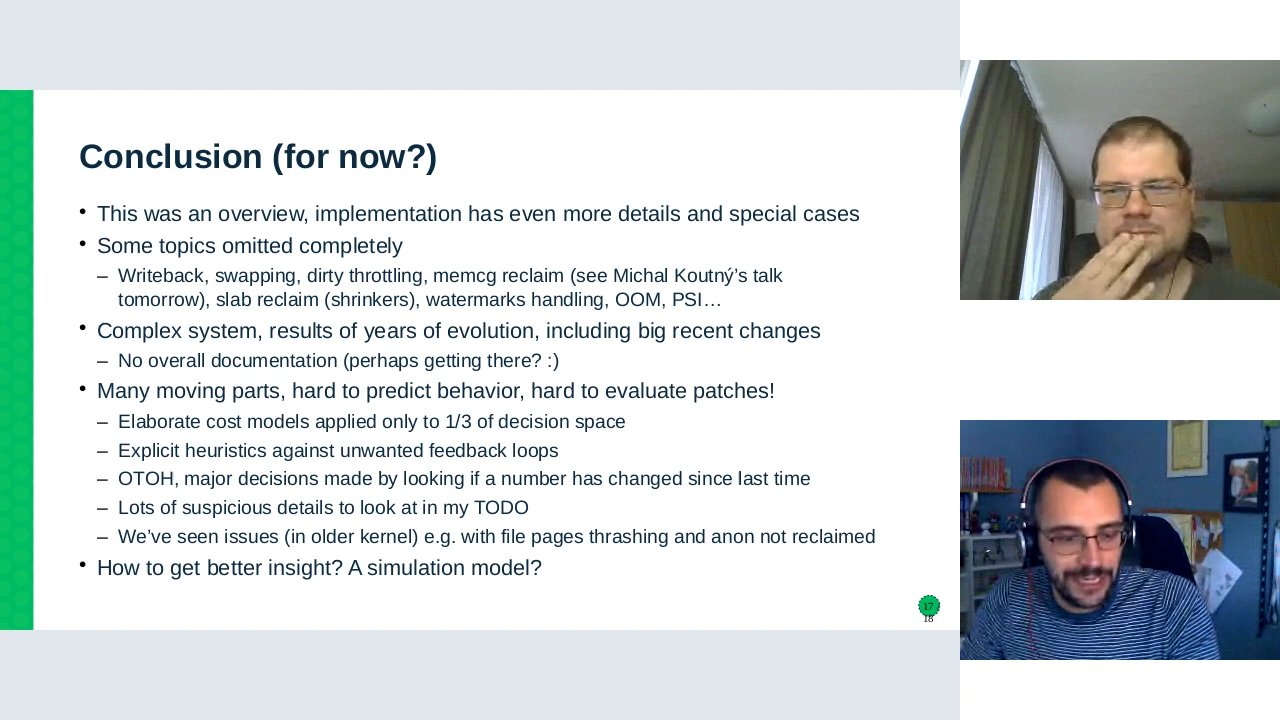 Conclusion (for now?)
• This was an overview, implementation has even more details and special cases
• Some topics omitted completely
– Writeback, swapping, dirty throttling, memcg reclaim (see Michal Koutný’s talk
tomorrow), slab reclaim (shrinkers), watermarks handling, OOM, PSI…
• Complex system, results of years of evolution, including big recent changes
– No overall documentation (perhaps getting there? :)
• Many moving parts, hard to predict behavior, hard to evaluate patches!
– Elaborate cost models applied only to 1/3 of decision space
– Explicit heuristics against unwanted feedback loops
– OTOH, major decisions made by looking if a number has changed since last time
– Lots of suspicious details to look at in my TODO
– We’ve seen issues (in older kernel) e.g. with file pages thrashing and anon not reclaimed
• How to get better insight? A simulation model?
17
18